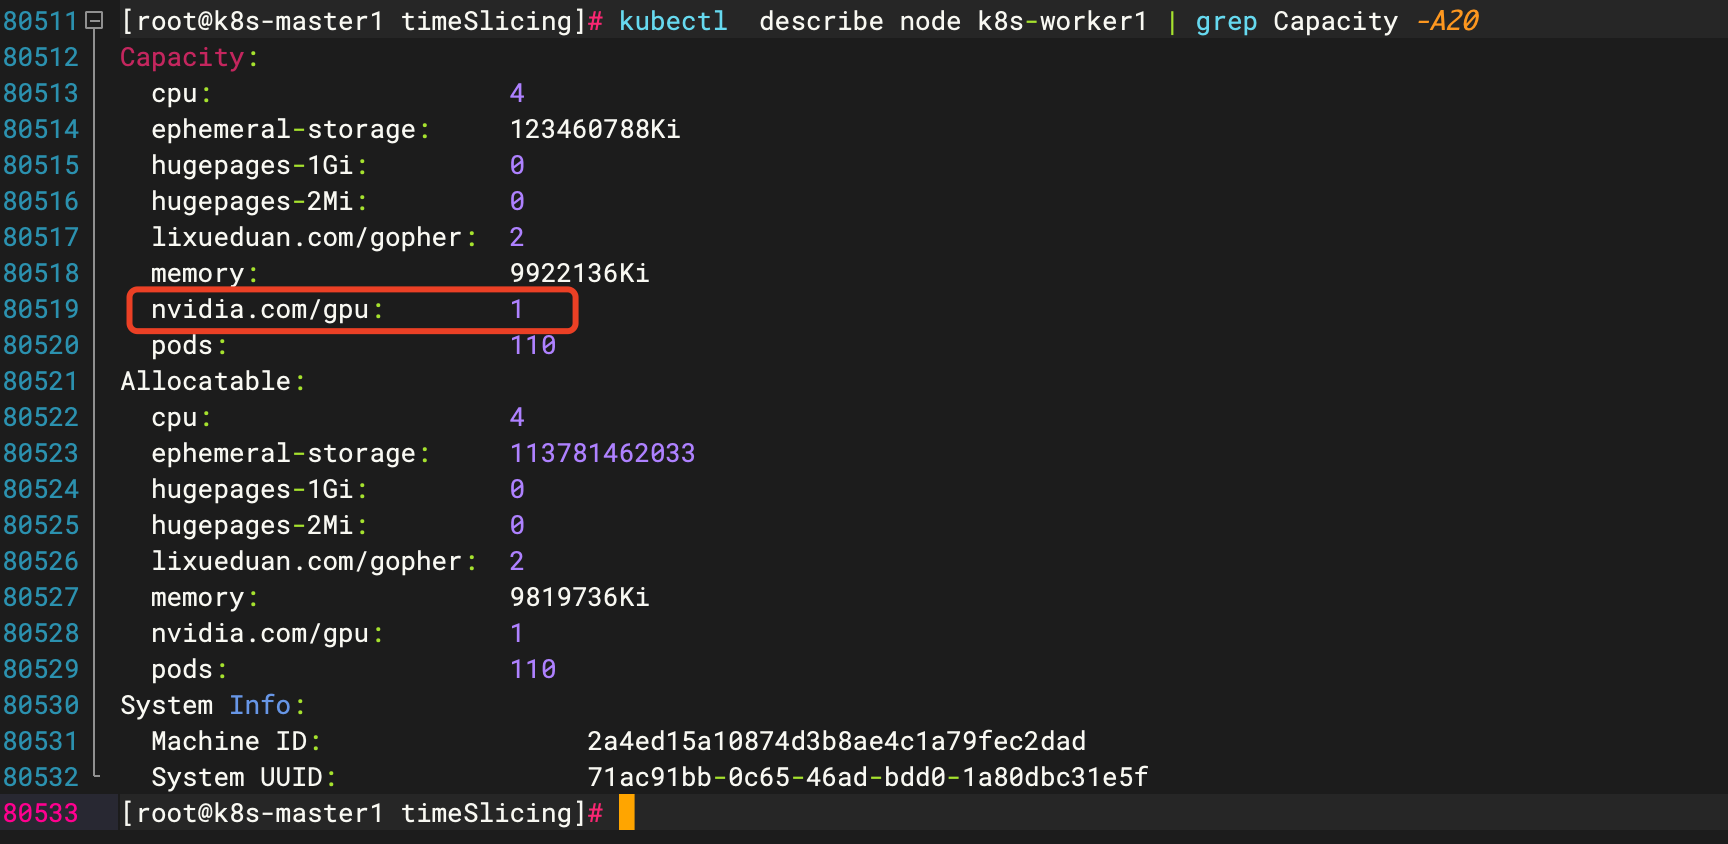 80511 [root@k8s-master1 timeSlicing]# kubectl  describe node k8s-worker1 | grep Capacity -A20
80512 Capacity:
80513   cpu:                    4
80514   ephemeral-storage:      123460788Ki
80515   hugepages-1Gi:          0
80516   hugepages-2Mi:          0
80517   lixueduan.com/gopher:   2
80518   memory:                 9922136Ki
80519   nvidia.com/gpu:         1
80520   pods:                   110
80521 Allocatable:
80522   cpu:                    4
80523   ephemeral-storage:      113781462033
80524   hugepages-1Gi:          0
80525   hugepages-2Mi:          0
80526   lixueduan.com/gopher:   2
80527   memory:                 9819736Ki
80528   nvidia.com/gpu:         1
80529   pods:                   110
80530 System Info:
80531   Machine ID:                 2a4ed15a10874d3b8ae4c1a79fec2dad
80532   System UUID:                71ac91bb-0c65-46ad-bdd0-1a80dbc31e5f
80533 [root@k8s-master1 timeSlicing]#